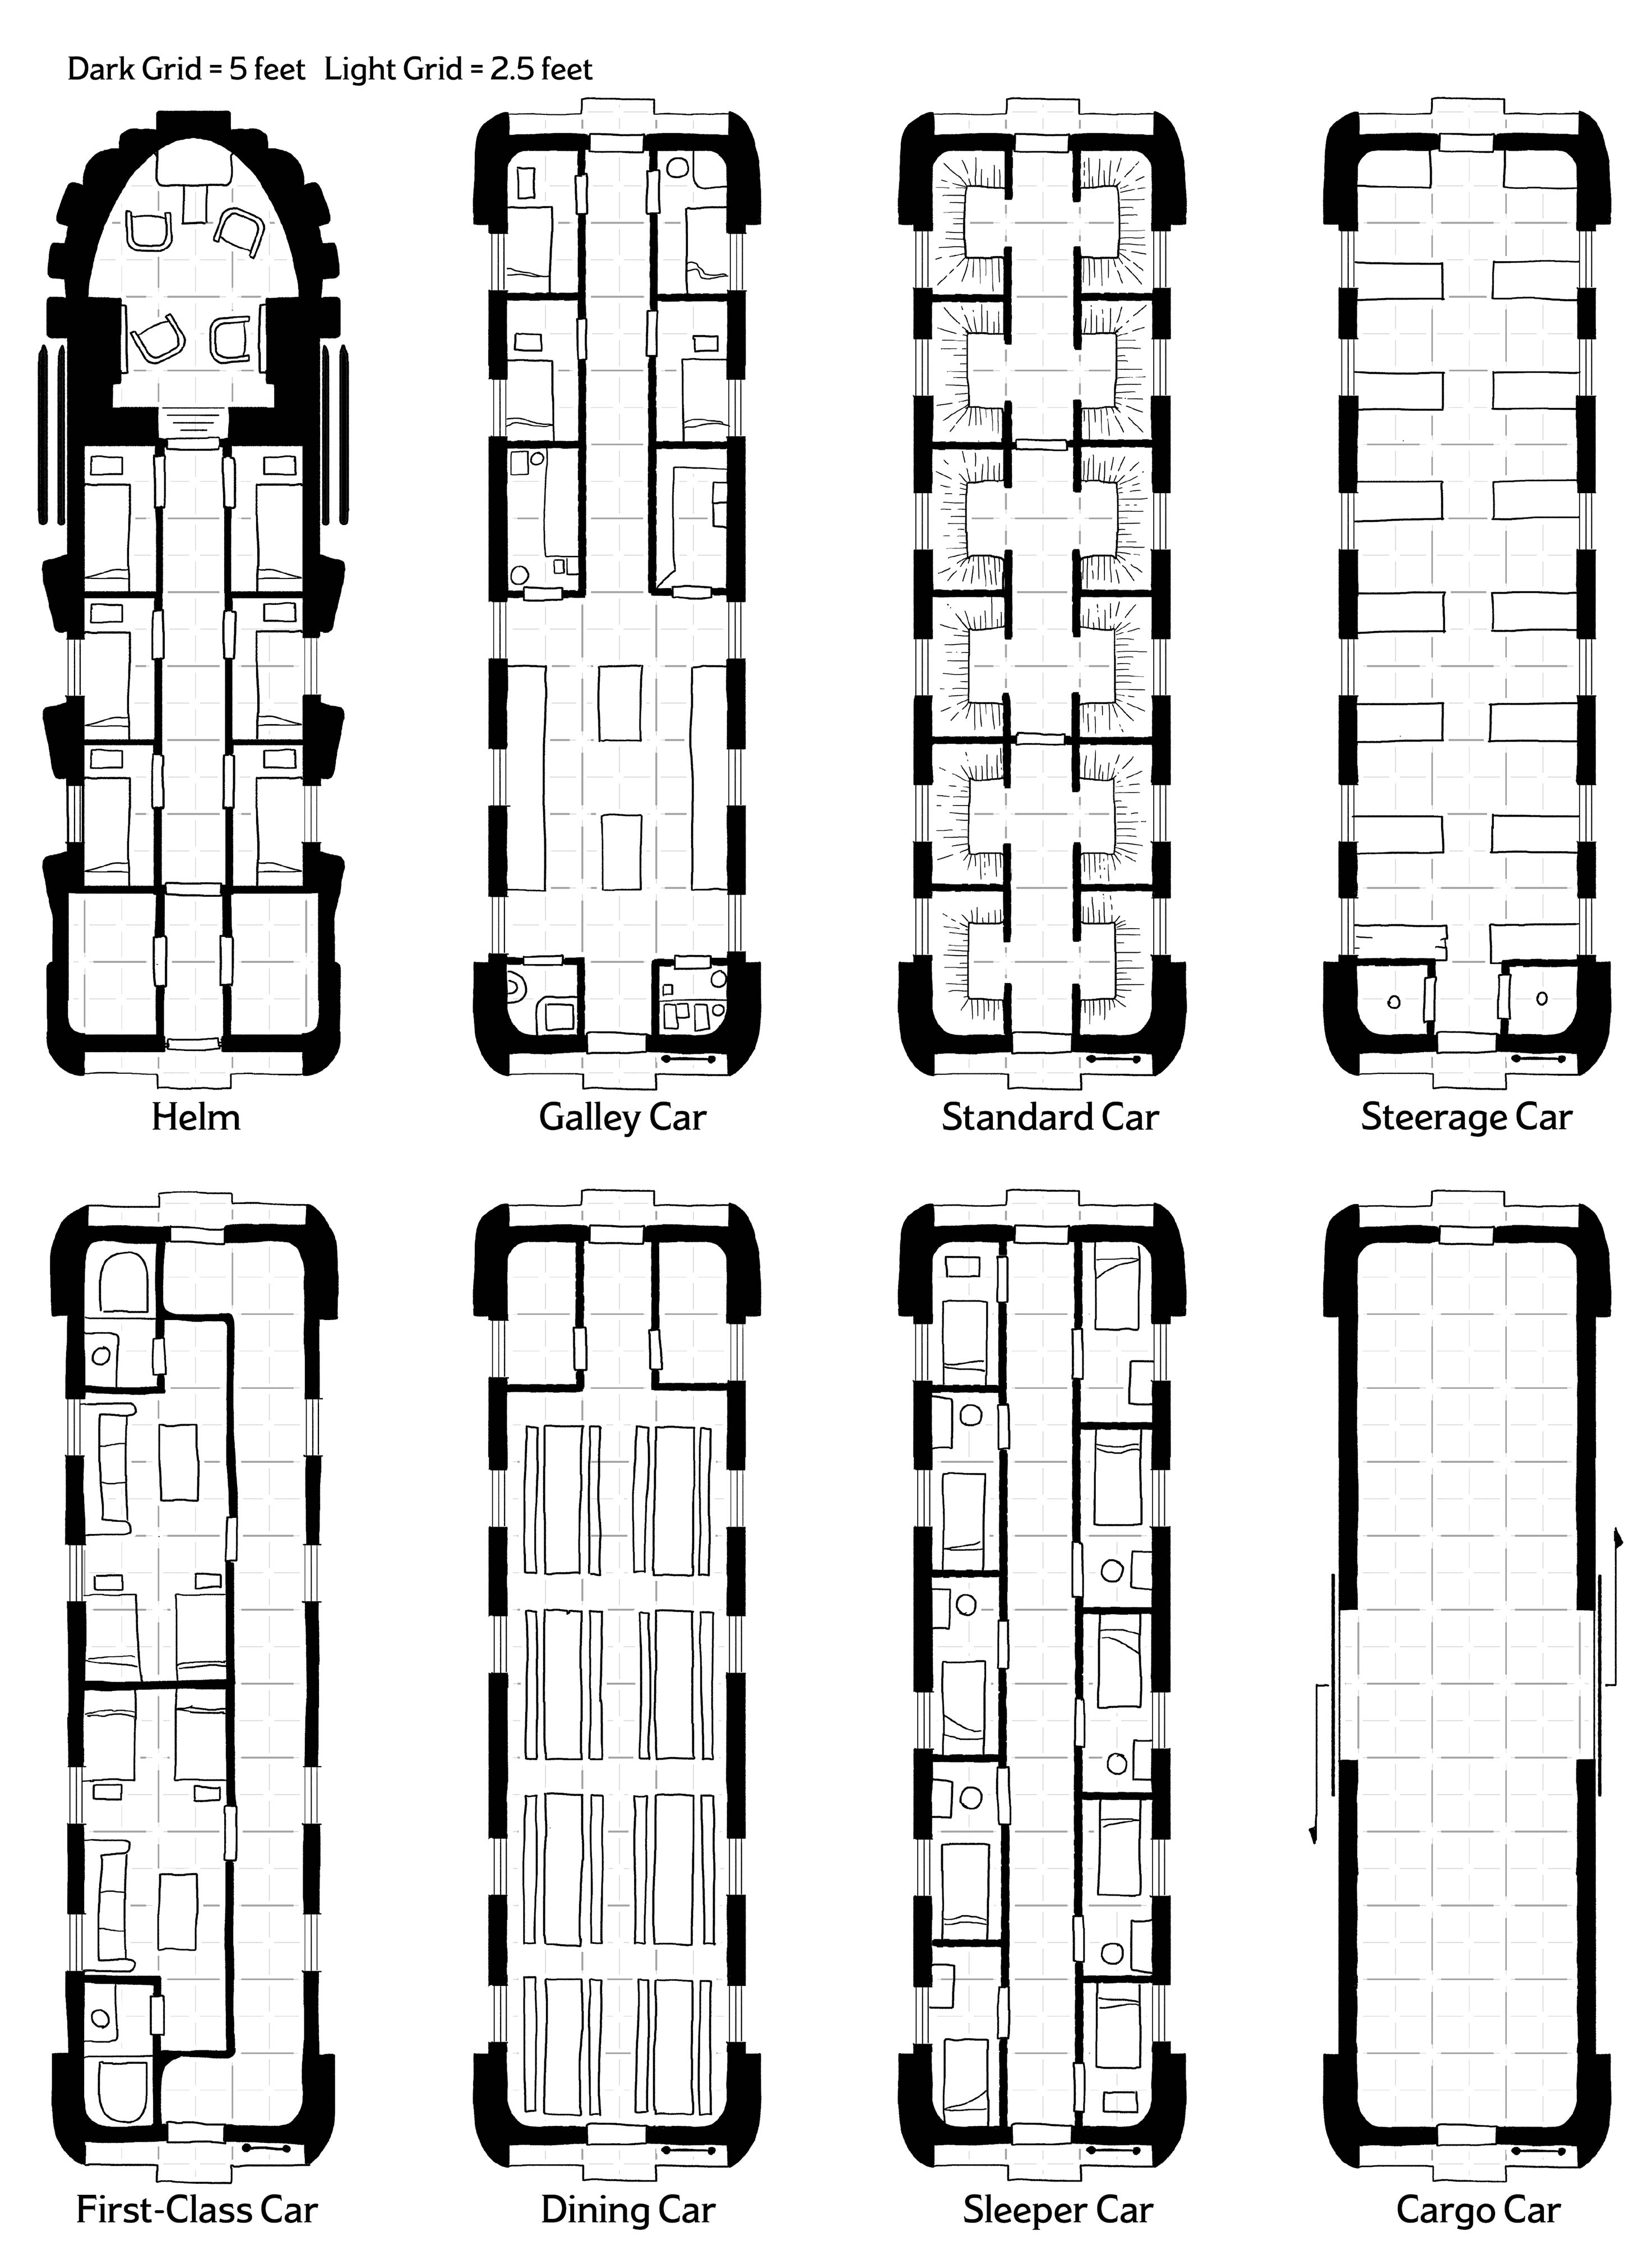 Dark Grid = 5 feet   Light Grid = 2.5 feet
Helm
Galley Car
Standard Car
Steerage Car
First-Class Car
Dining Car
Sleeper Car
Cargo Car